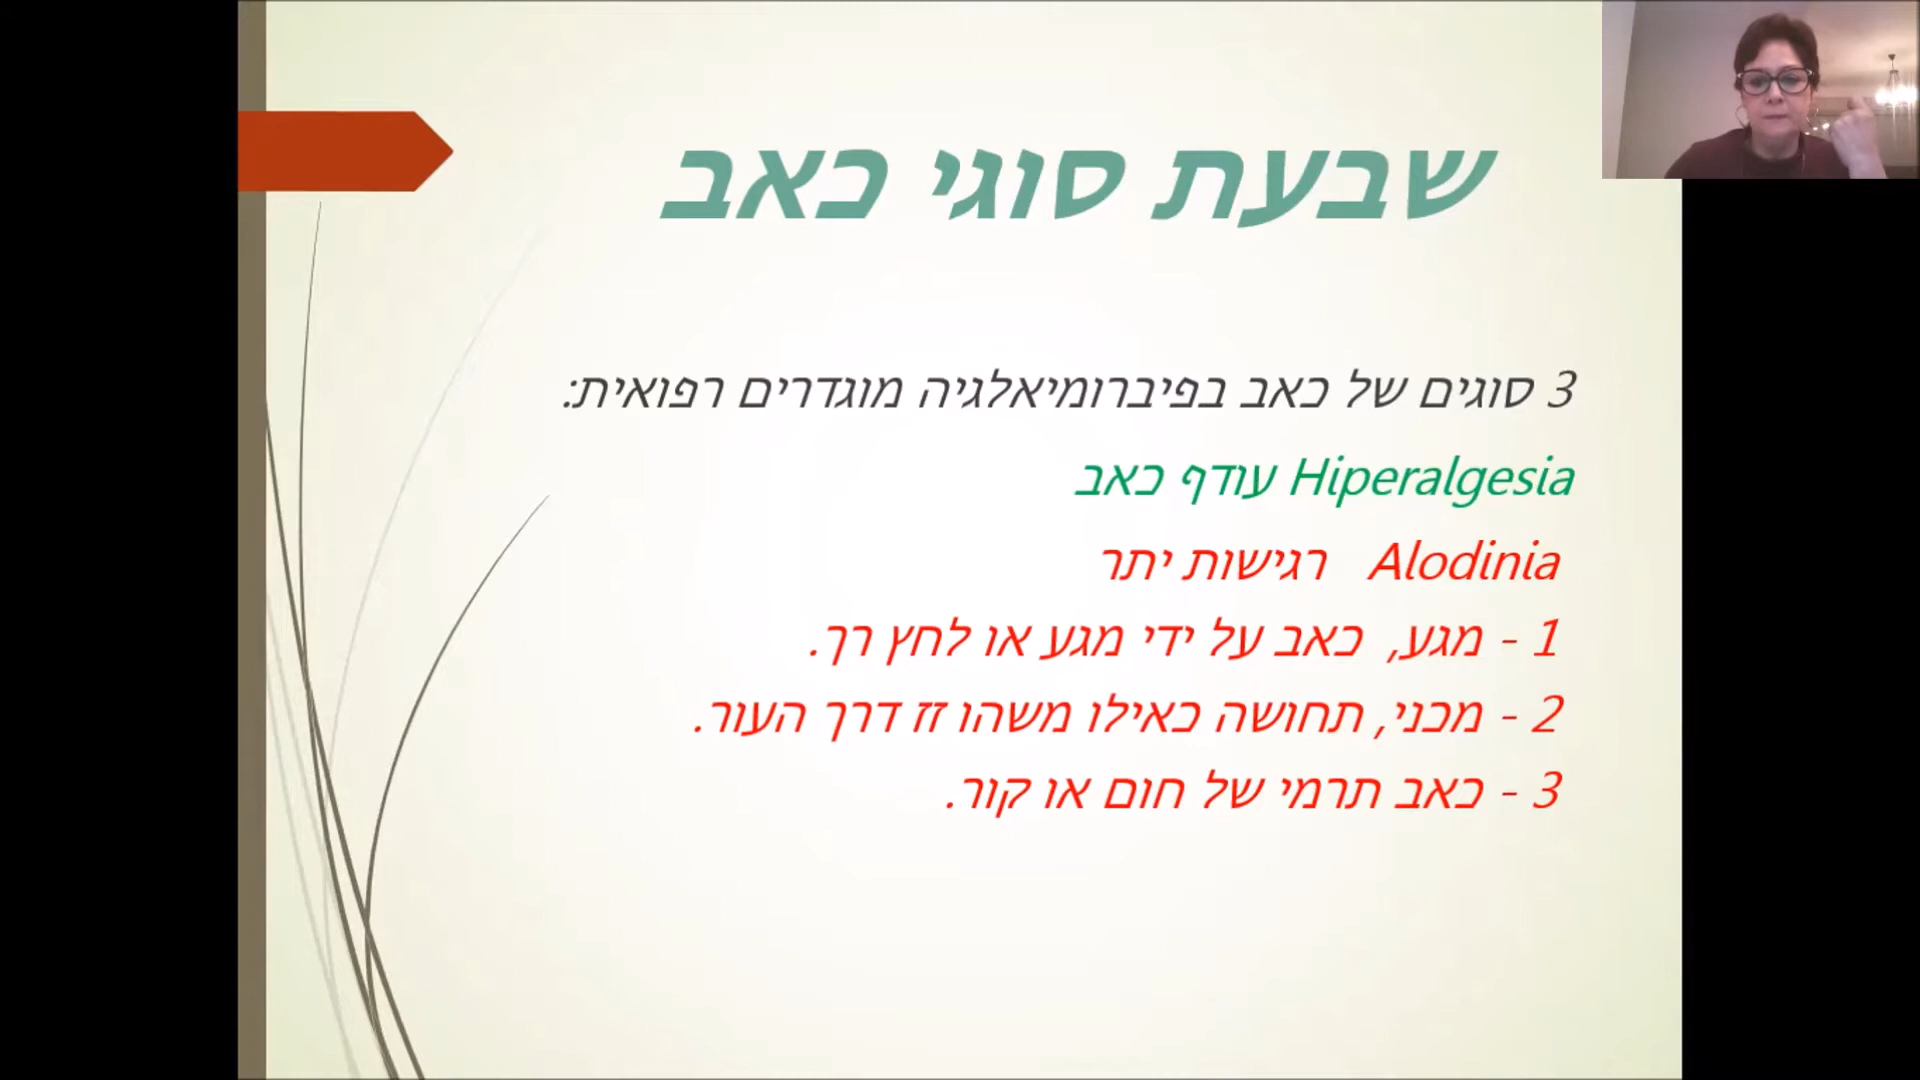 שבעת סוגי כאב
3 סוגים של כאב בפיברומיאלגיה מוגדרים רפואית:
Hiperalgesia עודף כאב
Alodinia רגישות יתר
1 - מגע, כאב על ידי מגע או לחץ רך.
2 - מכני, תחושה כאילו משהו זז דרך העור.
3 - כאב תרמי של חום או קור.